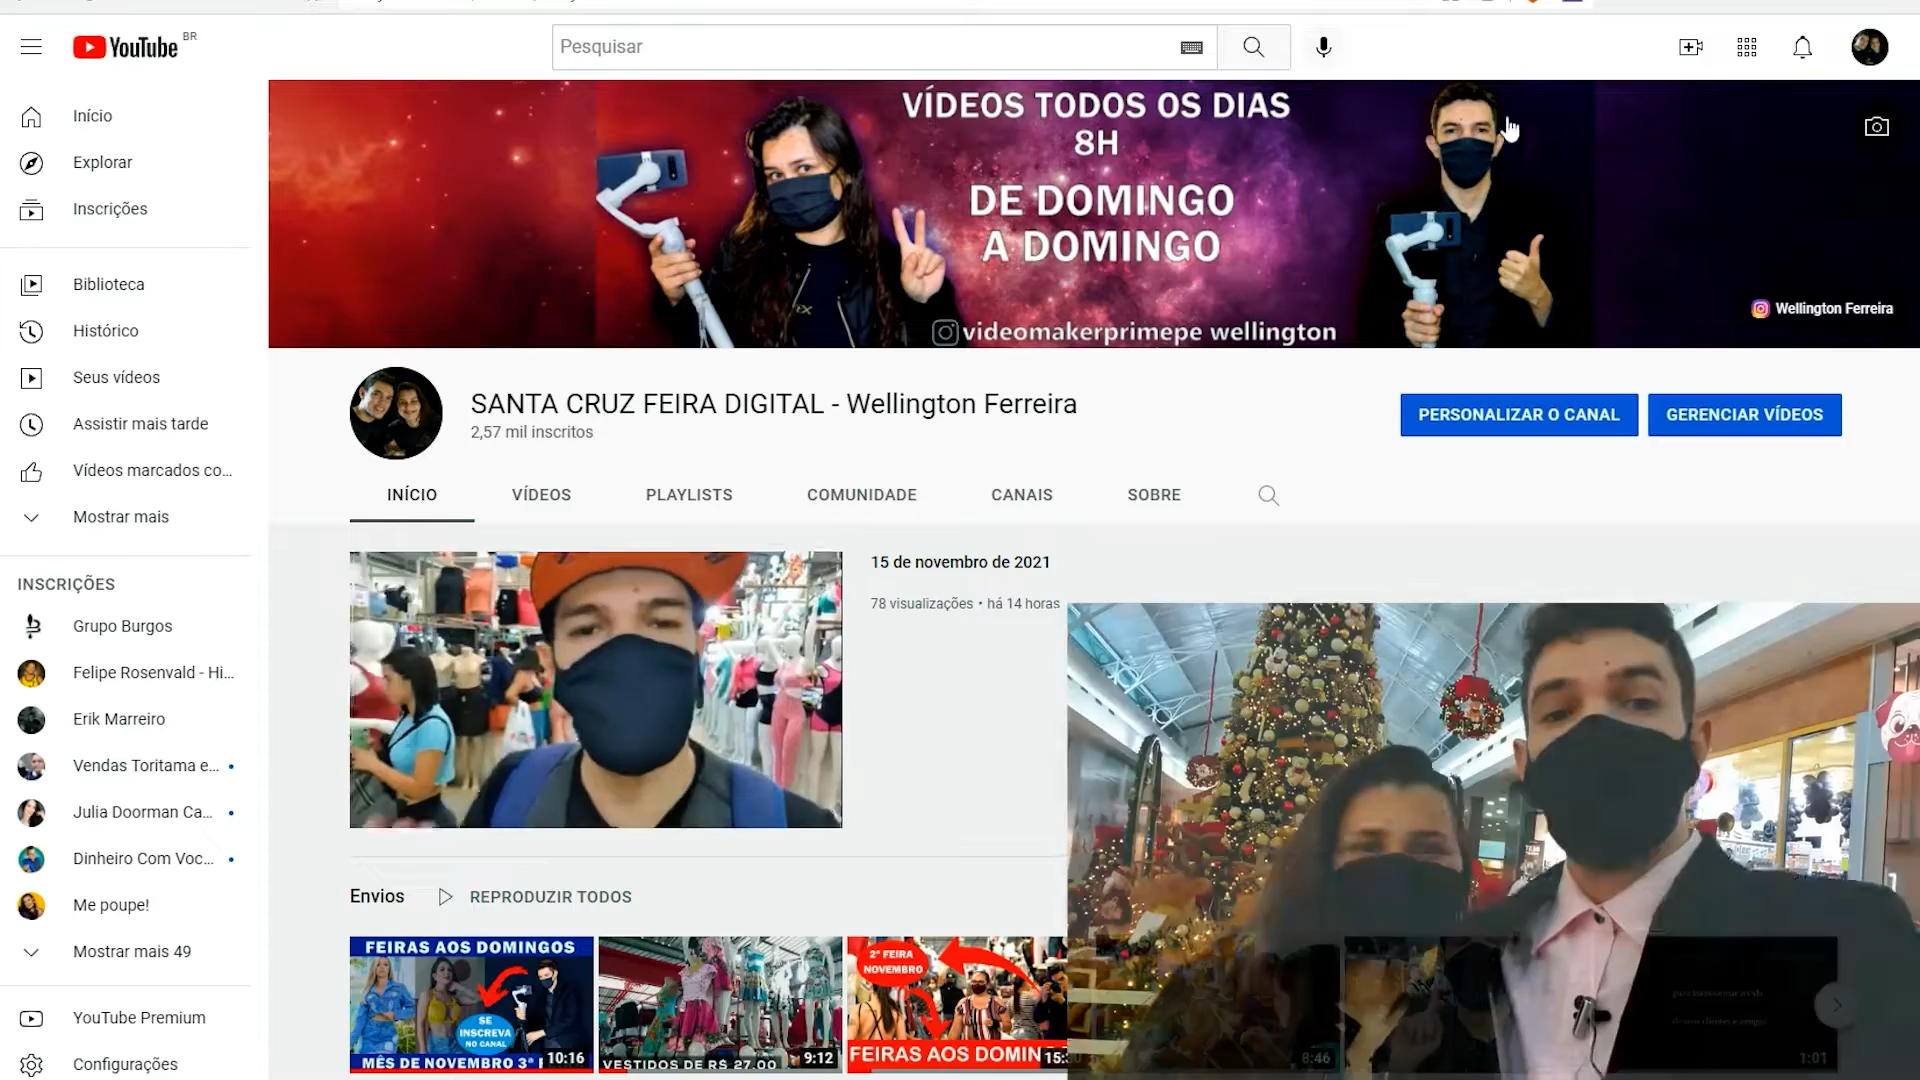 YouTube BR
Pesquisar
Início
Explorar
Inscrições
Biblioteca
Histórico
Seus vídeos
Assistir mais tarde
Vídeos marcados co...
Mostrar mais
INSCRIÇÕES
Grupo Burgos
Felipe Rosenvald - Hi...
Erik Marreiro
Vendas Toritama e...
Julia Doorman Ca...
Dinheiro Com Voc...
Me poupe!
Mostrar mais 49
YouTube Premium
Configurações
VÍDEOS TODOS OS DIAS
8H
DE DOMINGO
A DOMINGO
videomakerprimepe wellington
Wellington Ferreira
SANTA CRUZ FEIRA DIGITAL - Wellington Ferreira
2,57 mil inscritos
PERSONALIZAR O CANAL
GERENCIAR VÍDEOS
INÍCIO
VÍDEOS
PLAYLISTS
COMUNIDADE
CANAIS
SOBRE
15 de novembro de 2021
78 visualizações • há 14 horas
Envios
REPRODUZIR TODOS
FEIRAS AOS DOMINGOS
SE
INSCREVA
NO CANAL
MÊS DE NOVEMBRO 3ª
10:16
VESTIDOS DE R$ 27,00
9:12
2ª FEIRA
NOVEMBRO
FEIRAS AOS DOMIN
8:46
1:01